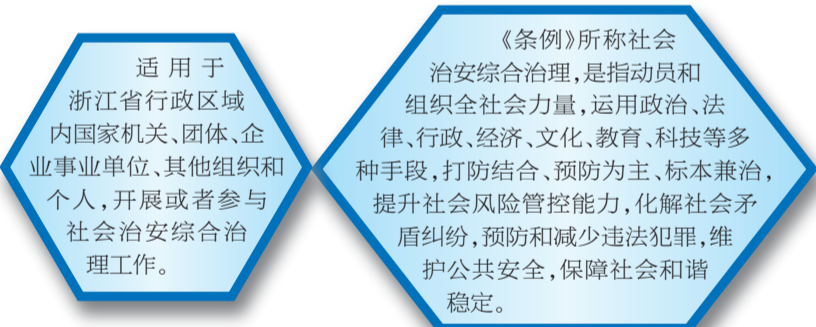 适用于
浙江省行政区域
内国家机关、团体、企
业事业单位、其他组织和
个人,开展或者参与
社会治安综合治
理工作。
《条例》所称社会
治安综合治理,是指动员和
组织全社会力量,运用政治、法
律、行政、经济、文化、教育、科技等多
种手段,打防结合、预防为主、标本兼治,
提升社会风险管控能力,化解社会矛
盾纠纷,预防和减少违法犯罪,维
护公共安全,保障社会和谐
稳定。